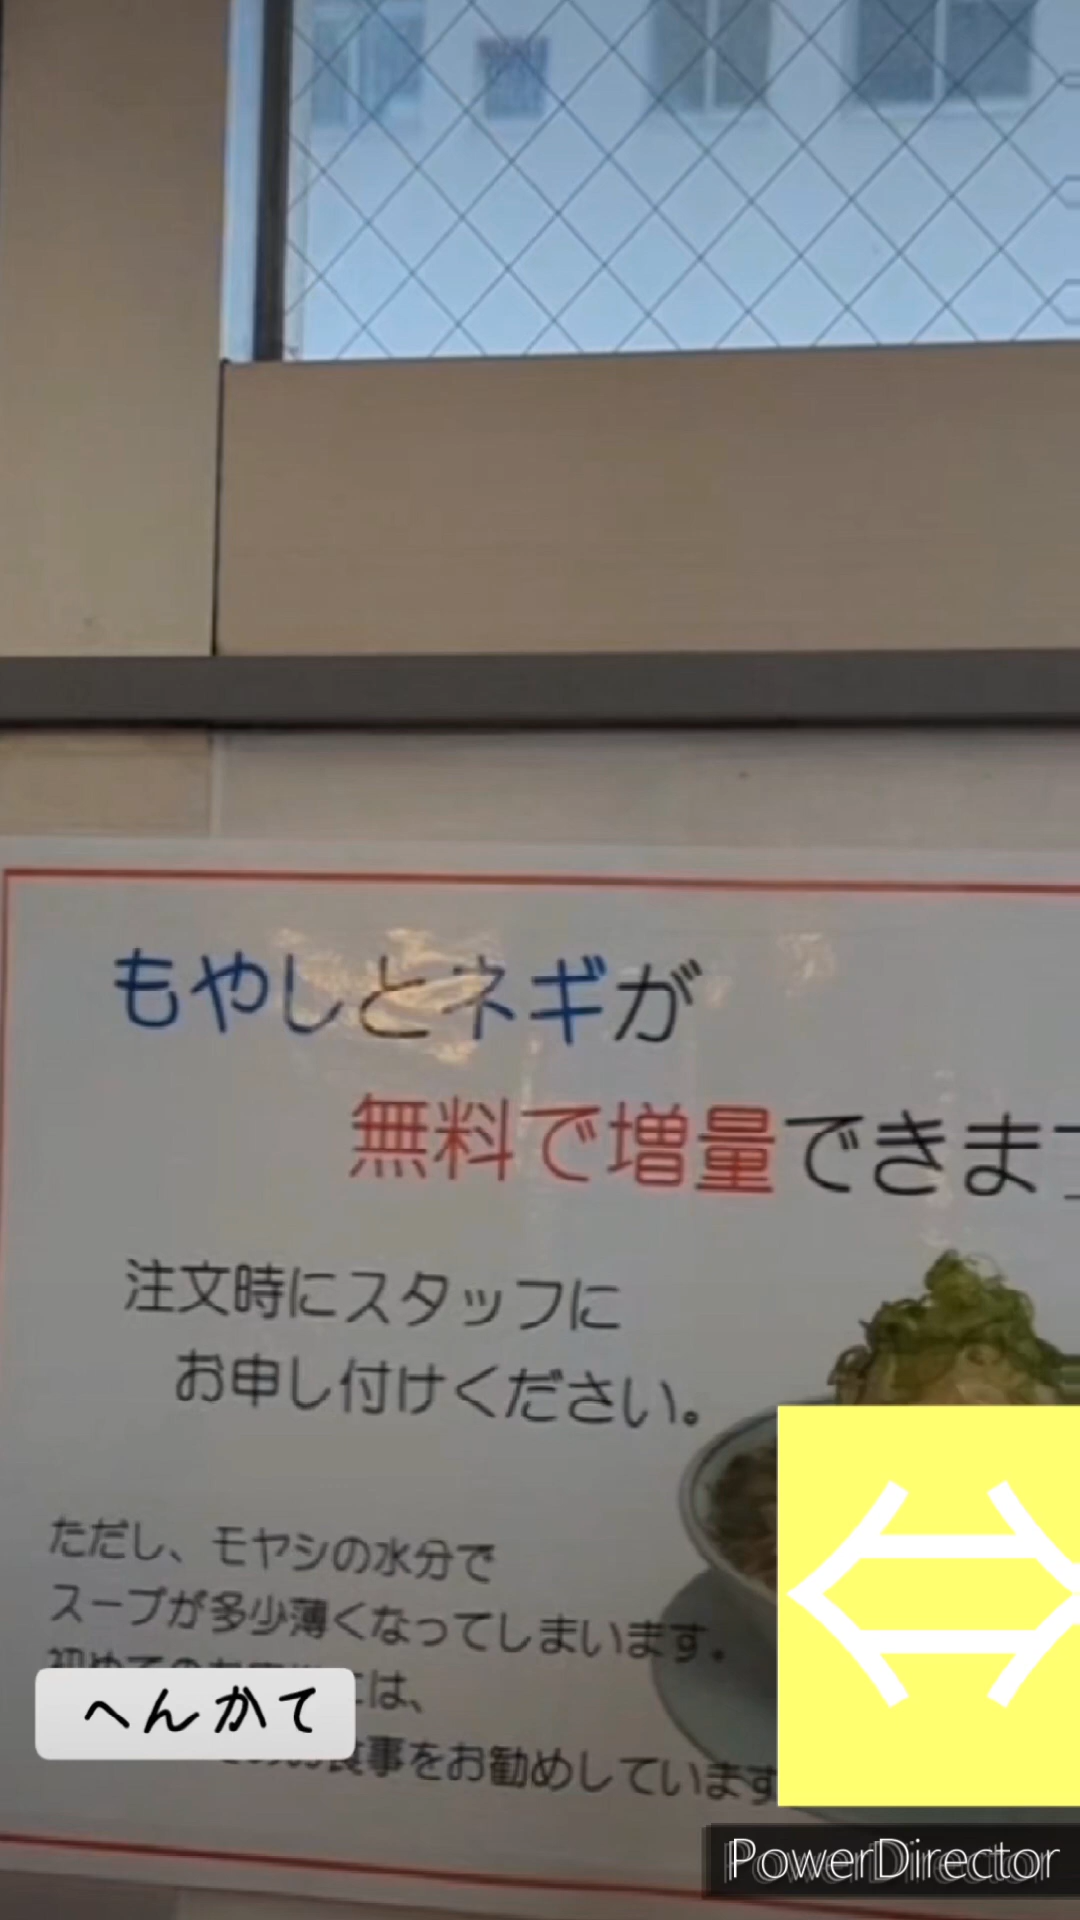 もやしとネギが
無料で増量できま
注文時にスタッフに
お申し付けください。
ただし、モヤシの水分で
スープが多少薄くなってしまいます。
は、
食事をお勧めしています
へんかて
PowerDirector